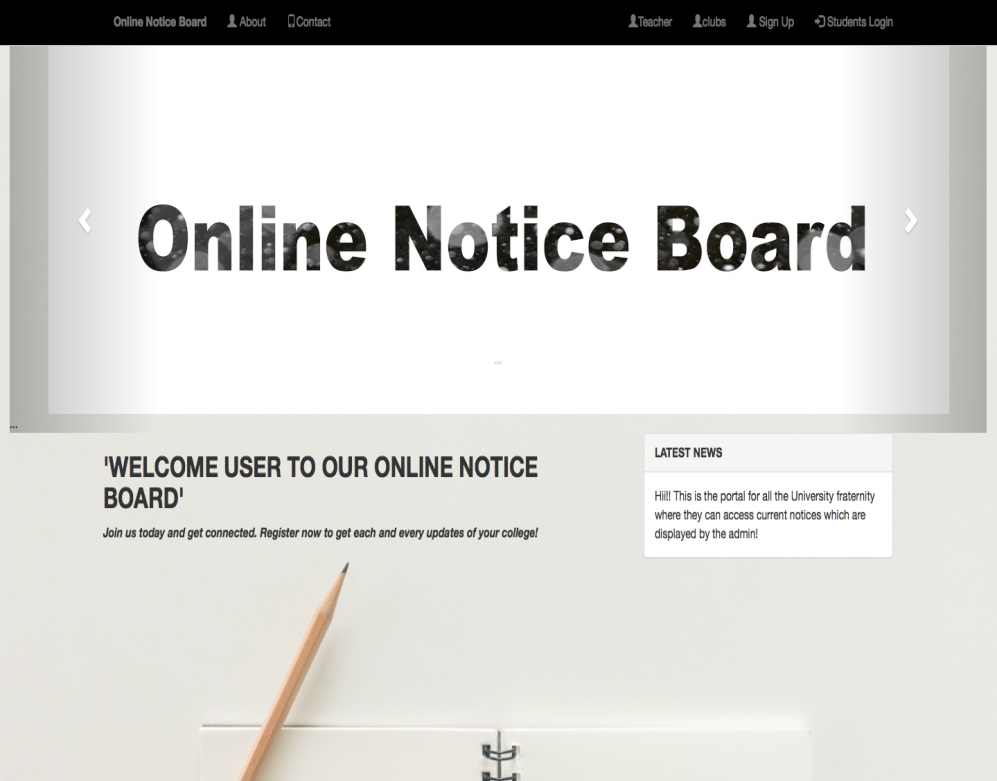 Online Notice Board About Contact Teacher clubs Sign Up Students Login
Online Notice Board
...
'WELCOME USER TO OUR ONLINE NOTICE
BOARD'
Join us today and get connected. Register now to get each and every updates of your college!
LATEST NEWS
Hii!! This is the portal for all the University fraternity
where they can access current notices which are
displayed by the admin!